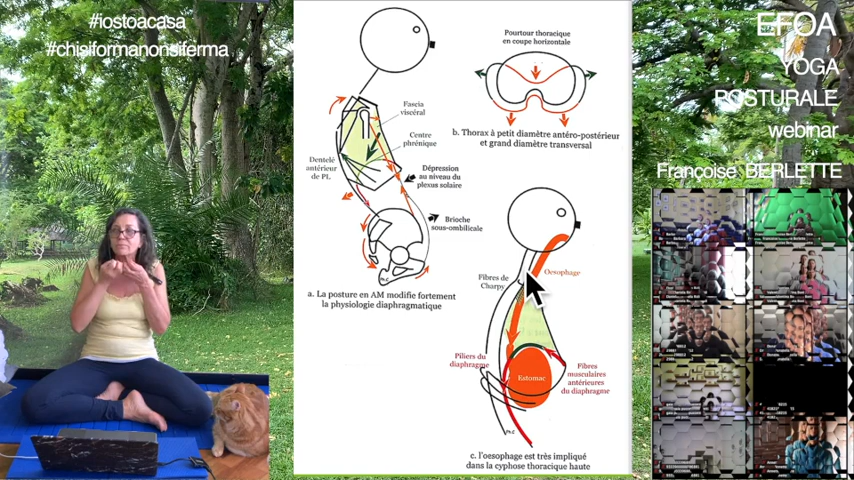 #iostoacasa
#chisiformanonsiferma
EFOA
YOGA
POSTURALE
webinar
Françoise BERLETTE
Pourtour thoracique
en coupe horizontale
Fascia
viscéral
Centre
phrénique
b. Thorax à petit diamètre antéro-postérieur
et grand diamètre transversal
Dentelé
antérieur
de PL
Dépression
au niveau du
plexus solaire
Brioche
sous-ombilicale
a. La posture en AM modifie fortement
la physiologie diaphragmatique
Fibres de
Charpy
Oesophage
Piliers du
diaphragme
Estomac
Fibres
musculaires
antérieures
du diaphragme
c. l'oesophage est très impliqué
dans la cyphose thoracique haute